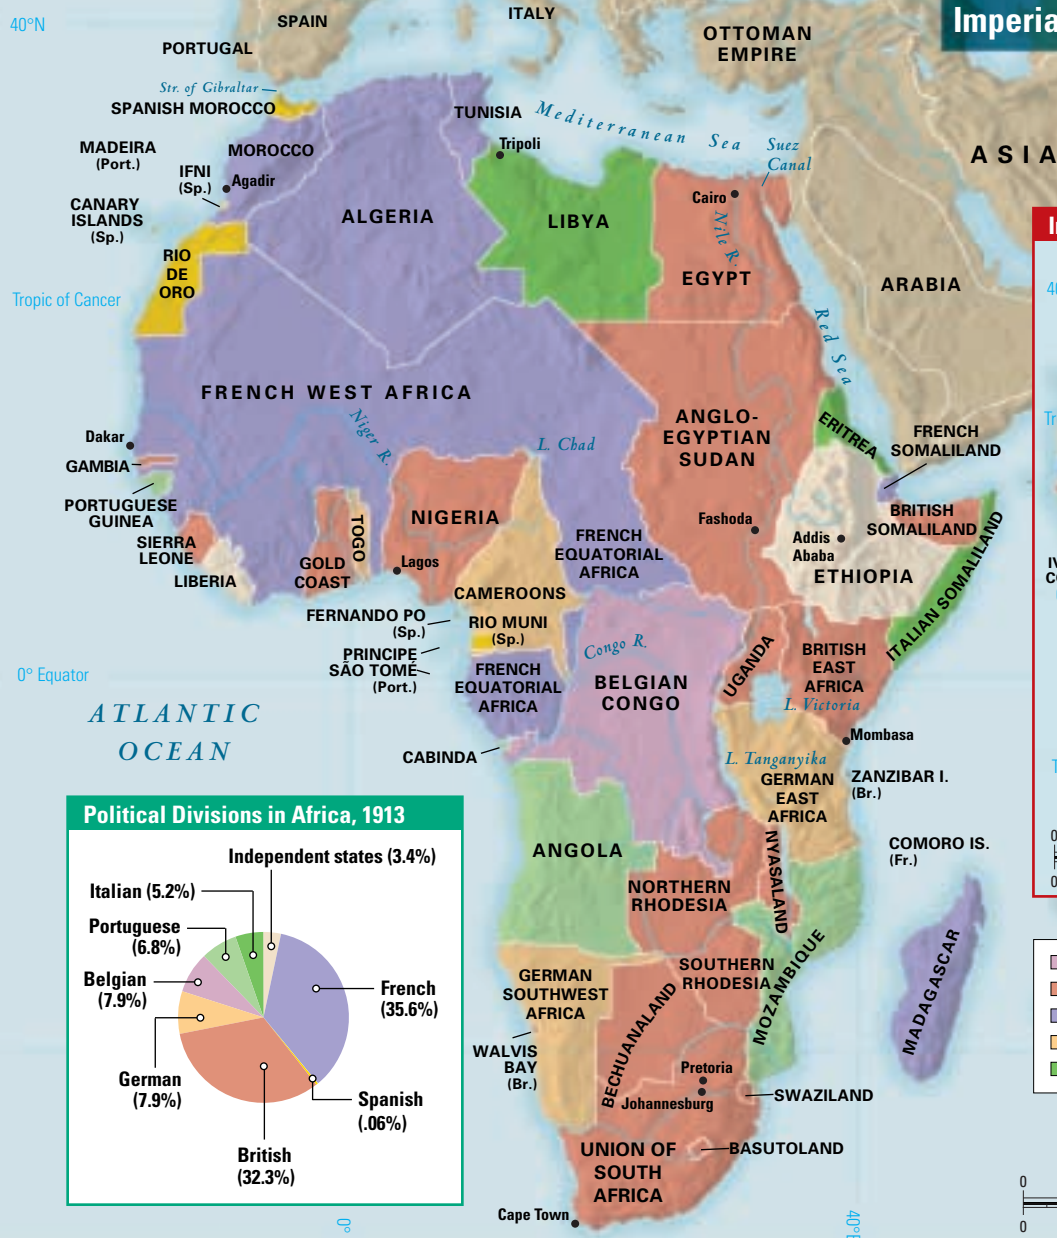 40°N
SPAIN
ITALY
PORTUGAL
OTTOMAN
EMPIRE
Imperia
Str. of Gibraltar
SPANISH MOROCCO
TUNISIA
Mediterranean Sea
Suez
Canal
Tripoli
MADEIRA
(Port.)
MOROCCO
ASIA
IFNI
(Sp.)
Agadir
Cairo
CANARY
ISLANDS
(Sp.)
ALGERIA
LIBYA
Nile R.
RIO
DE
ORO
EGYPT
ARABIA
Tropic of Cancer
Red Sea
FRENCH WEST AFRICA
Niger R.
L. Chad
ANGLO-
EGYPTIAN
SUDAN
ERITREA
FRENCH
SOMALILAND
Dakar
GAMBIA
PORTUGUESE
GUINEA
SIERRA
LEONE
LIBERIA
GOLD
COAST
TOGO
NIGERIA
Lagos
Fashoda
Addis
Ababa
BRITISH
SOMALILAND
ETHIOPIA
ITALIAN SOMALILAND
FRENCH
EQUATORIAL
AFRICA
CAMEROONS
FERNANDO PO
(Sp.)
RIO MUNI
(Sp.)
PRINCIPE
SÃO TOMÉ
(Port.)
Congo R.
UGANDA
BRITISH
EAST
AFRICA
0° Equator
FRENCH
EQUATORIAL
AFRICA
BELGIAN
CONGO
L. Victoria
ATLANTIC
OCEAN
Mombasa
CABINDA
L. Tanganyika
GERMAN
EAST
AFRICA
ZANZIBAR I.
(Br.)
COMORO IS.
(Fr.)
ANGOLA
NYASALAND
NORTHERN
RHODESIA
SOUTHERN
RHODESIA
MOZAMBIQUE
MADAGASCAR
GERMAN
SOUTHWEST
AFRICA
BECHUANALAND
WALVIS
BAY
(Br.)
Pretoria
Johannesburg
SWAZILAND
UNION OF
SOUTH
AFRICA
BASUTOLAND
Cape Town
0°
Political Divisions in Africa, 1913
Independent states (3.4%)
Italian (5.2%)
Portuguese
(6.8%)
Belgian
(7.9%)
French
(35.6%)
German
(7.9%)
Spanish
(.06%)
British
(32.3%)
0
0
0
0